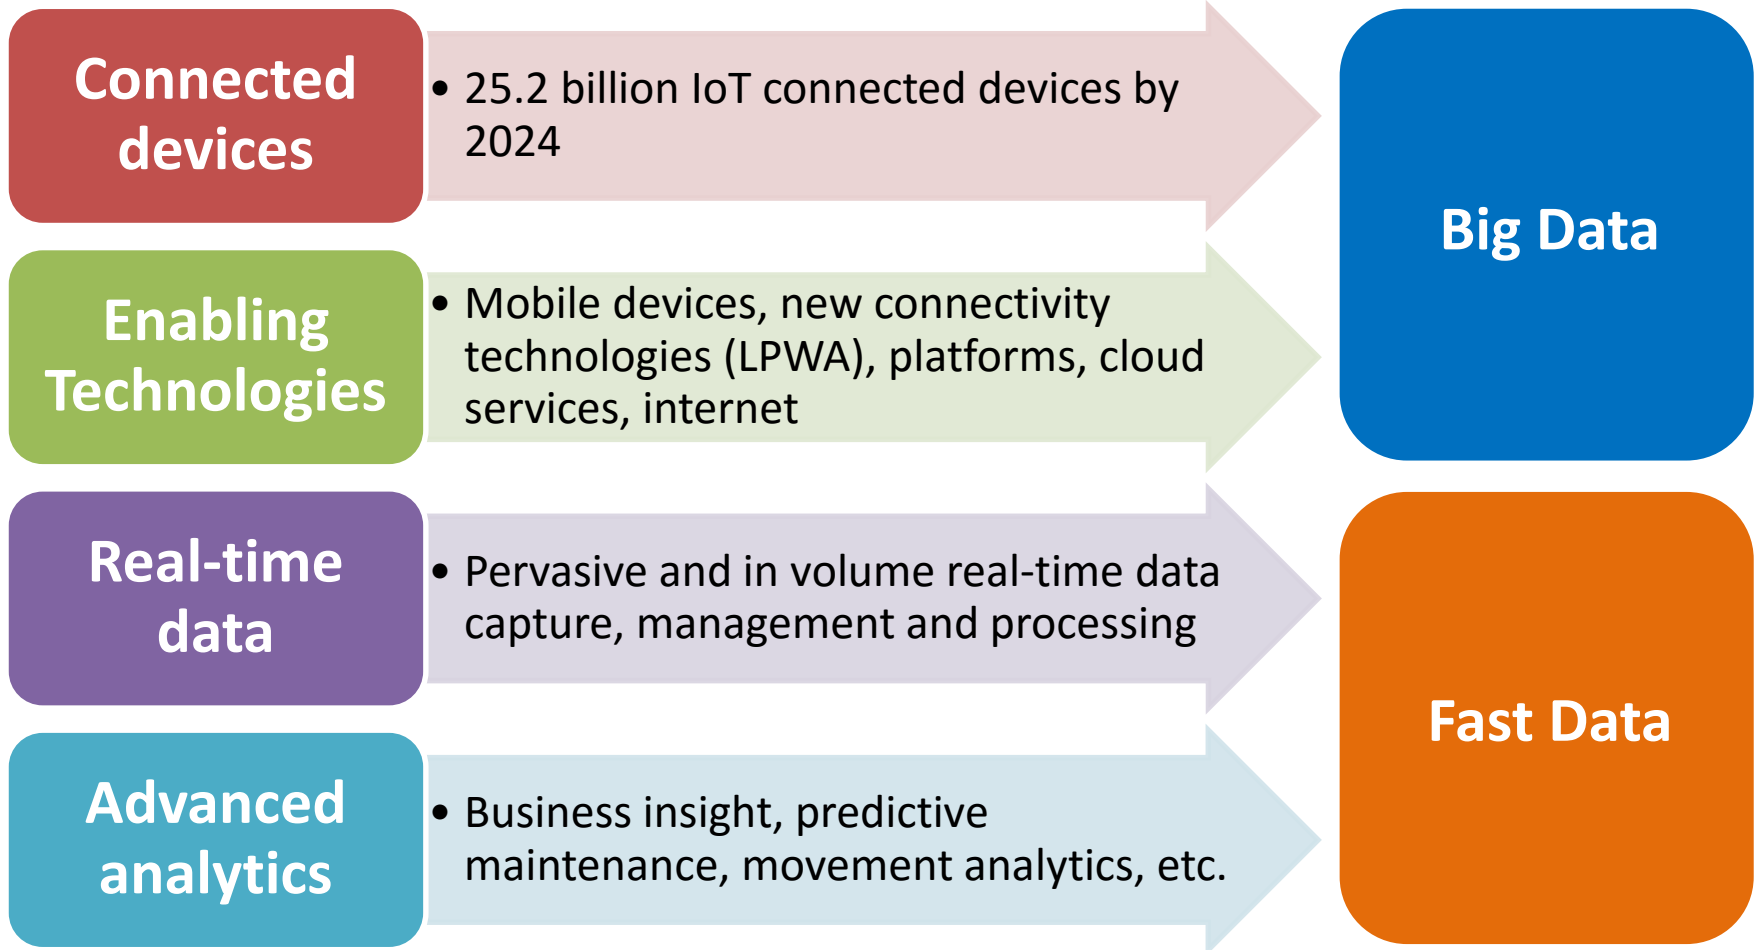 Connected
devices
• 25.2 billion IoT connected devices by
2024
Enabling
Technologies
• Mobile devices, new connectivity
technologies (LPWA), platforms, cloud
services, internet
Big Data
Real-time
data
• Pervasive and in volume real-time data
capture, management and processing
Advanced
analytics
• Business insight, predictive
maintenance, movement analytics, etc.
Fast Data